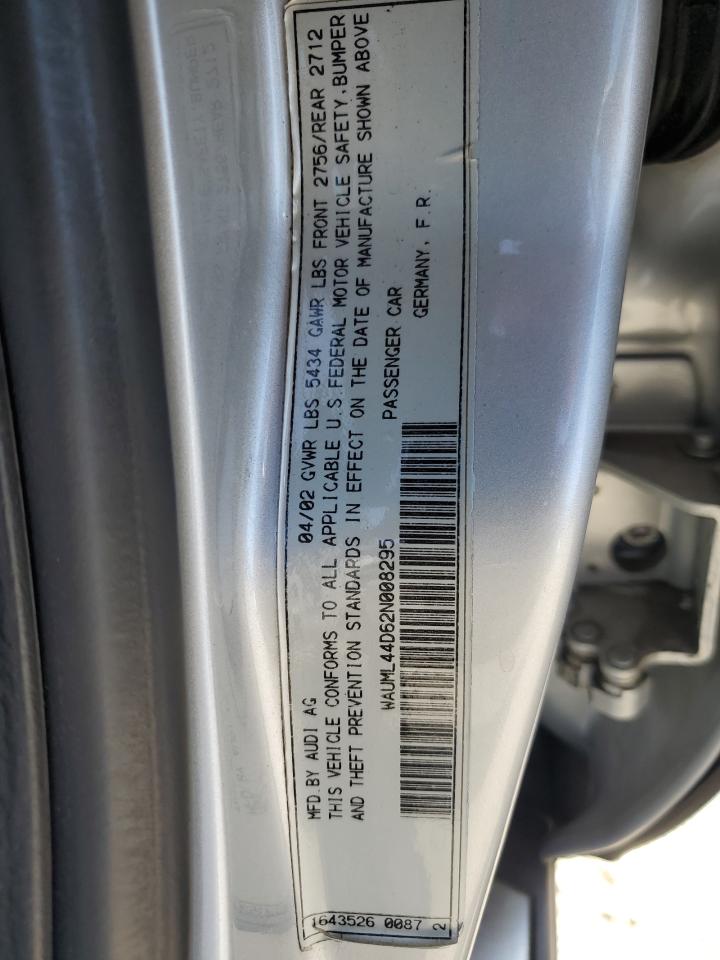 MFD.BY AUDI AG 04/02 GVWR LBS 5434 GAWR LBS FRONT 2756/REAR 2712
THIS VEHICLE CONFORMS TO ALL APPLICABLE U.S.FEDERAL MOTOR VEHICLE SAFETY,BUMPER
AND THEFT PREVENTION STANDARDS IN EFFECT ON THE DATE OF MANUFACTURE SHOWN ABOVE
WAUML44D62N008295 PASSENGER CAR
GERMANY, F.R.
1643526 0087 2